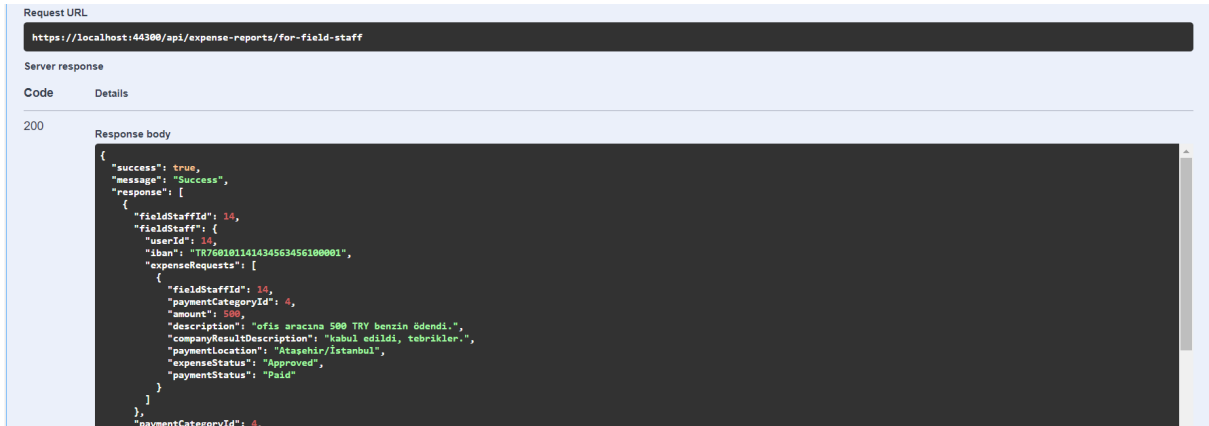 Request URL
https://localhost:44300/api/expense-reports/for-field-staff
Server response
Code Details
200
Response body
{
"success": true,
"message": "Success",
"response": [
{
"fieldStaffId": 14,
"fieldStaff": {
"userId": 14,
"iban": "TR760101141434563456100001",
"expenseRequests": [
{
"fieldStaffId": 14,
"paymentCategoryId": 4,
"amount": 500,
"description": "ofis aracına 500 TRY benzin ödendi.",
"companyResultDescription": "kabul edildi, tebrikler.",
"paymentLocation": "Ataşehir/İstanbul",
"expenseStatus": "Approved",
"paymentStatus": "Paid"
}
]
},
"paymentCategoryId": 4,